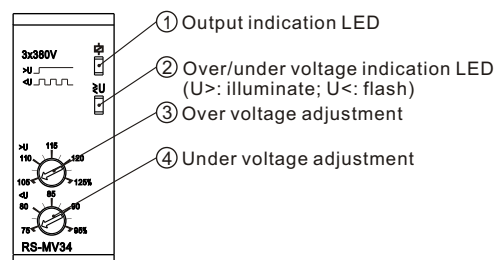 ① Output indication LED
3x380V
>U
<U
② Over/under voltage indication LED
(U>: illuminate; U<: flash)
≷U
③ Over voltage adjustment
>U 115
110 120
105 125%
④ Under voltage adjustment
<U 85
80 90
75 95%
RS-MV34